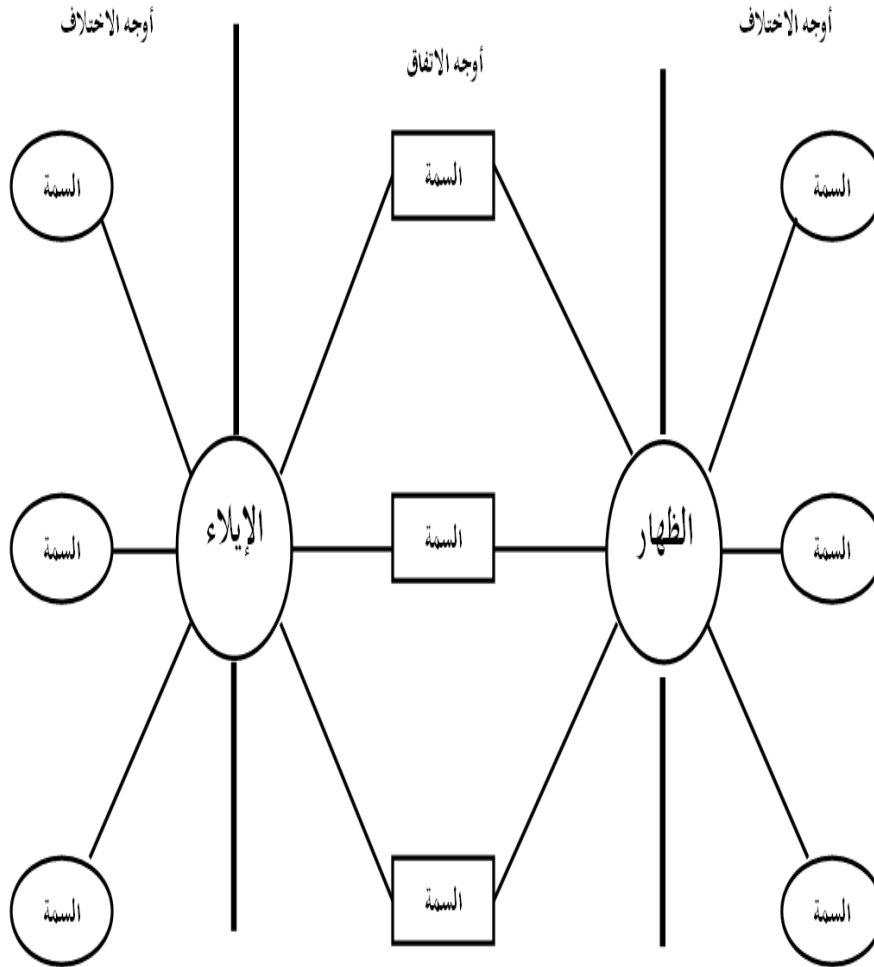 أوجه الاختلاف
أوجه الاتفاق
أوجه الاختلاف
السمة
السمة
السمة
الظهار
الإيلاء
السمة
السمة
السمة
السمة
السمة
السمة